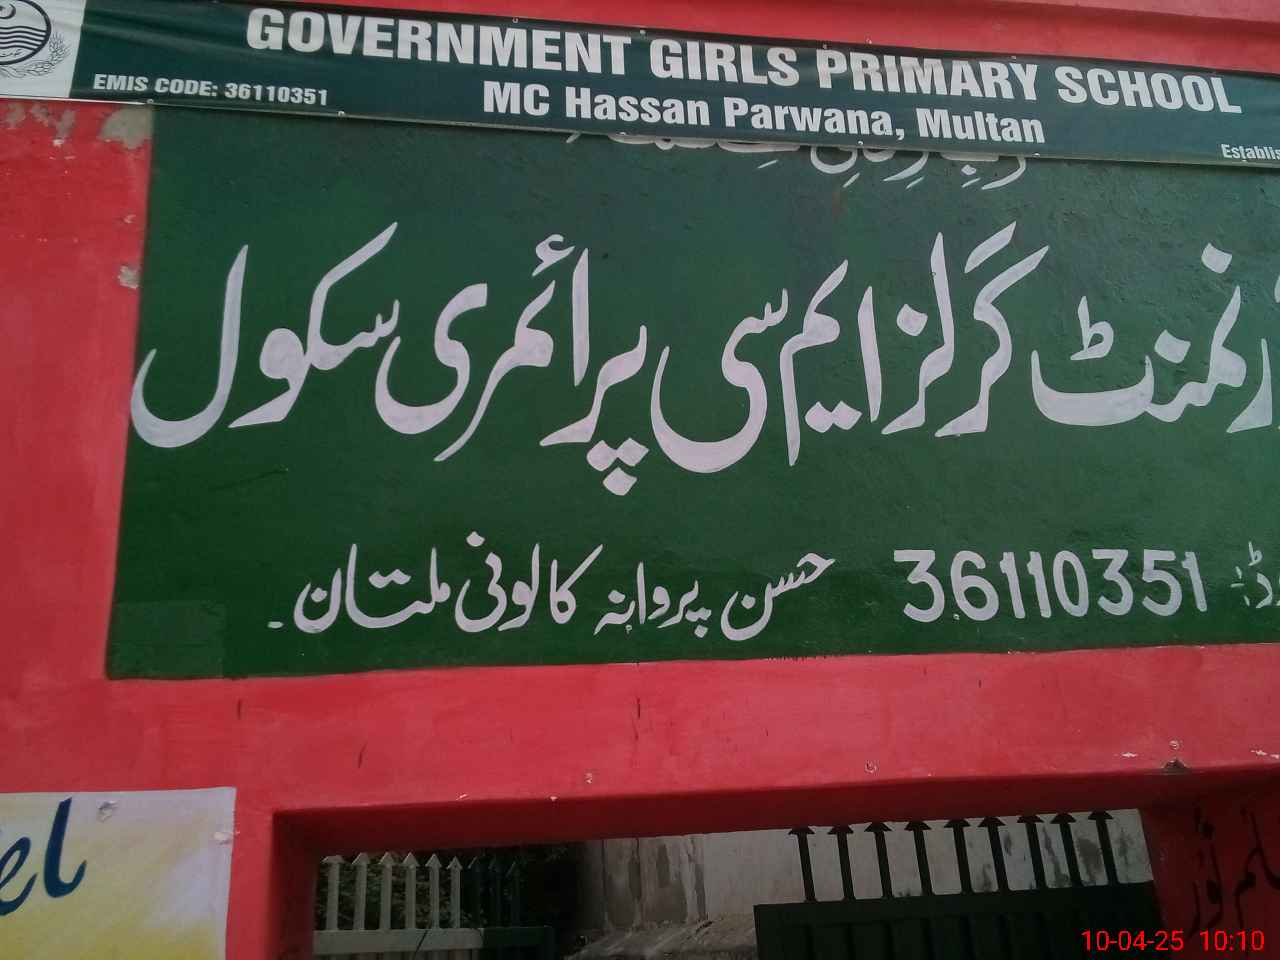 GOVERNMENT GIRLS PRIMARY SCHOOL
EMIS CODE: 36110351
MC Hassan Parwana, Multan
گرلز ایم سی پرائمری سکول
36110351 حسن پروانہ کالونی ملتان۔
10-04-25 10:10